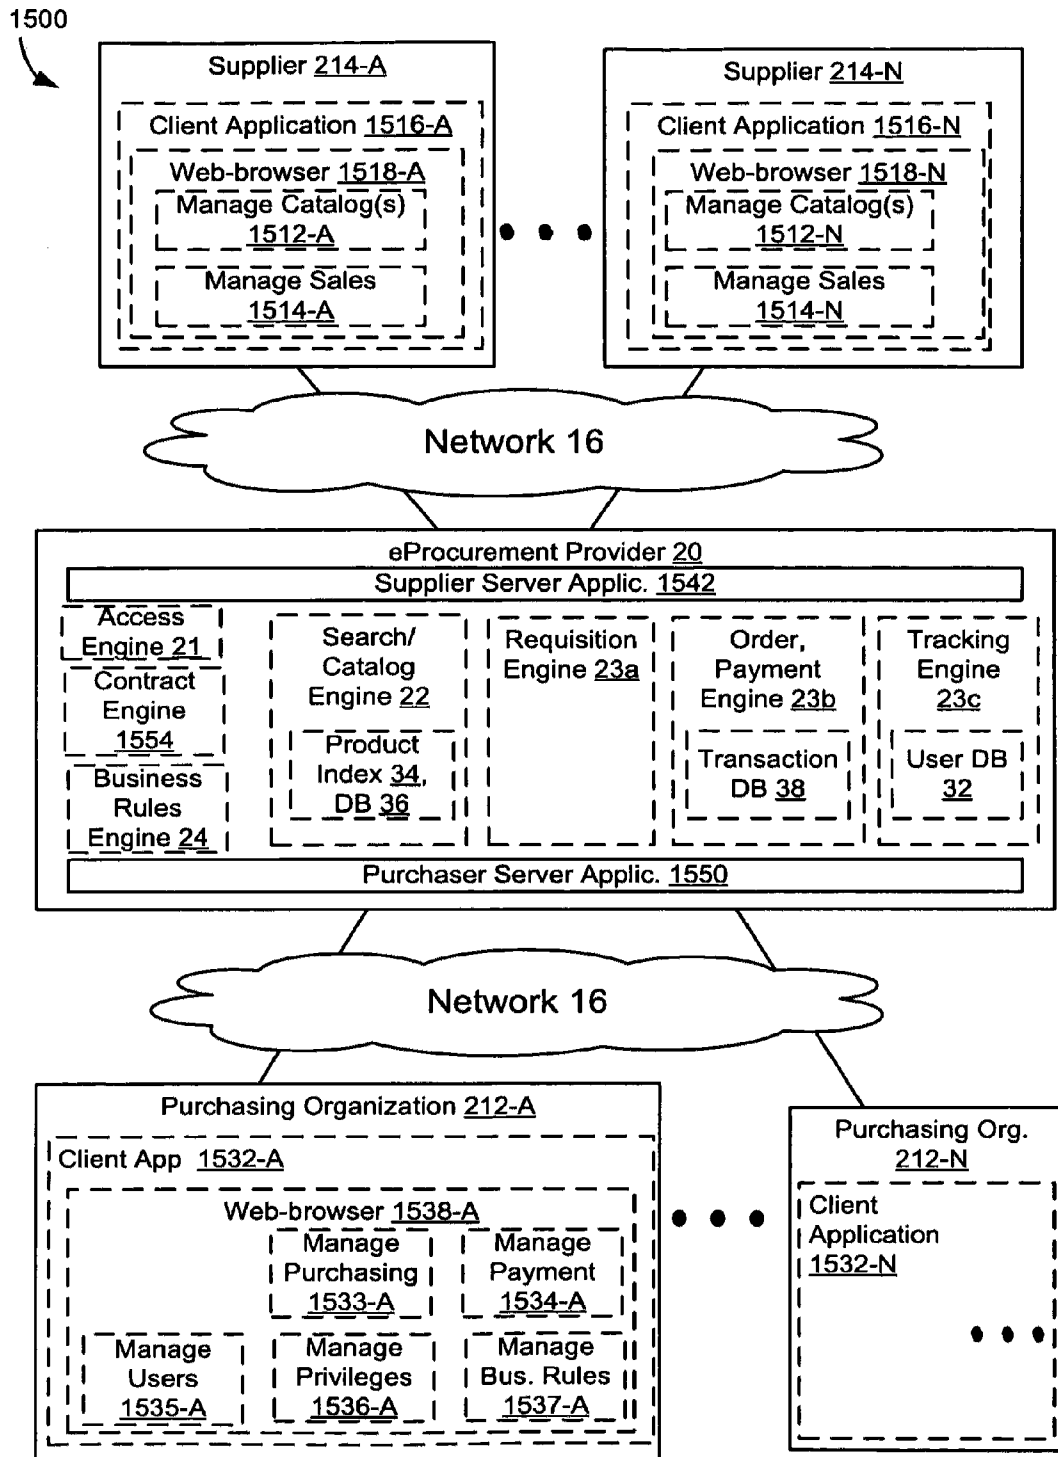 1500
Supplier 214-A
Client Application 1516-A
Web-browser 1518-A
Manage Catalog(s)
1512-A
Manage Sales
1514-A
Supplier 214-N
Client Application 1516-N
Web-browser 1518-N
Manage Catalog(s)
1512-N
Manage Sales
1514-N
Network 16
eProcurement Provider 20
Supplier Server Applic. 1542
Access
Engine 21
Contract
Engine
1554
Business
Rules
Engine 24
Search/
Catalog
Engine 22
Product
Index 34,
DB 36
Requisition
Engine 23a
Order,
Payment
Engine 23b
Transaction
DB 38
Tracking
Engine
23c
User DB
32
Purchaser Server Applic. 1550
Network 16
Purchasing Organization 212-A
Client App 1532-A
Web-browser 1538-A
Manage
Purchasing
1533-A
Manage
Payment
1534-A
Manage
Users
1535-A
Manage
Privileges
1536-A
Manage
Bus. Rules
1537-A
Purchasing Org.
212-N
Client
Application
1532-N